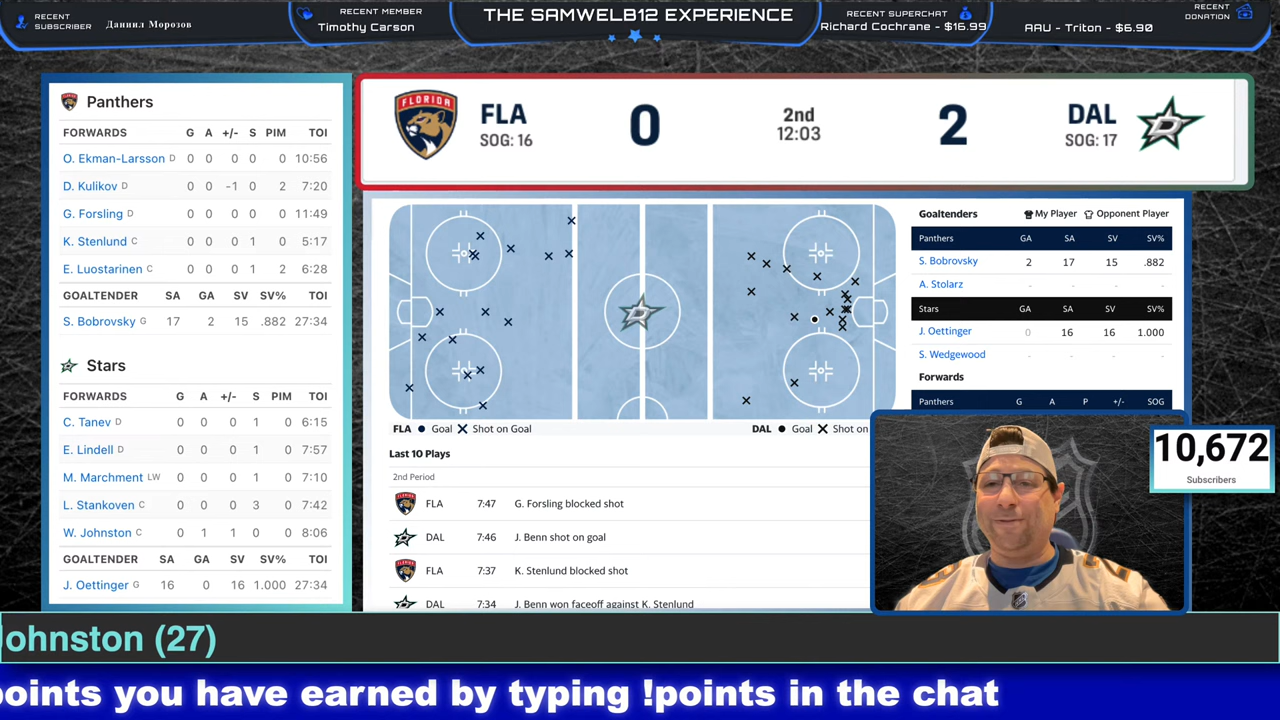 RECENT
SUBSCRIBER
Даниил Морозов
RECENT MEMBER
Timothy Carson
THE SAMWELB12 EXPERIENCE
RECENT SUPERCHAT
Richard Cochrane - $16.99
RECENT
DONATION
AAU - Triton - $6.90
Panthers
FORWARDS G A +/- S PIM TOI
O. Ekman-Larsson D 0 0 0 0 0 10:56
D. Kulikov D 0 0 -1 0 2 7:20
G. Forsling D 0 0 0 0 0 11:49
K. Stenlund C 0 0 0 1 0 5:17
E. Luostarinen C 0 0 0 1 2 6:28
GOALTENDER SA GA SV SV% TOI
S. Bobrovsky G 17 2 15 .882 27:34
Stars
FORWARDS G A +/- S PIM TOI
C. Tanev D 0 0 0 1 0 6:15
E. Lindell D 0 0 0 1 0 7:57
M. Marchment LW 0 0 0 1 0 7:10
L. Stankoven C 0 0 0 3 0 7:42
W. Johnston C 0 1 1 0 0 8:06
GOALTENDER SA GA SV SV% TOI
J. Oettinger G 16 0 16 1.000 27:34
FLORIDA
FLA
SOG: 16
0
2nd
12:03
2
DAL
SOG: 17
FLA Goal Shot on Goal
DAL Goal Shot on
Last 10 Plays
2nd Period
FLA 7:47 G. Forsling blocked shot
DAL 7:46 J. Benn shot on goal
FLA 7:37 K. Stenlund blocked shot
DAL 7:34 J. Benn won faceoff against K. Stenlund
Goaltenders My Player Opponent Player
Panthers GA SA SV SV%
S. Bobrovsky 2 17 15 .882
A. Stolarz - - - -
Stars GA SA SV SV%
J. Oettinger 0 16 16 1.000
S. Wedgewood - - - -
Forwards
Panthers G A P +/- SOG
10,672
Subscribers
ohnston (27)
points you have earned by typing !points in the chat